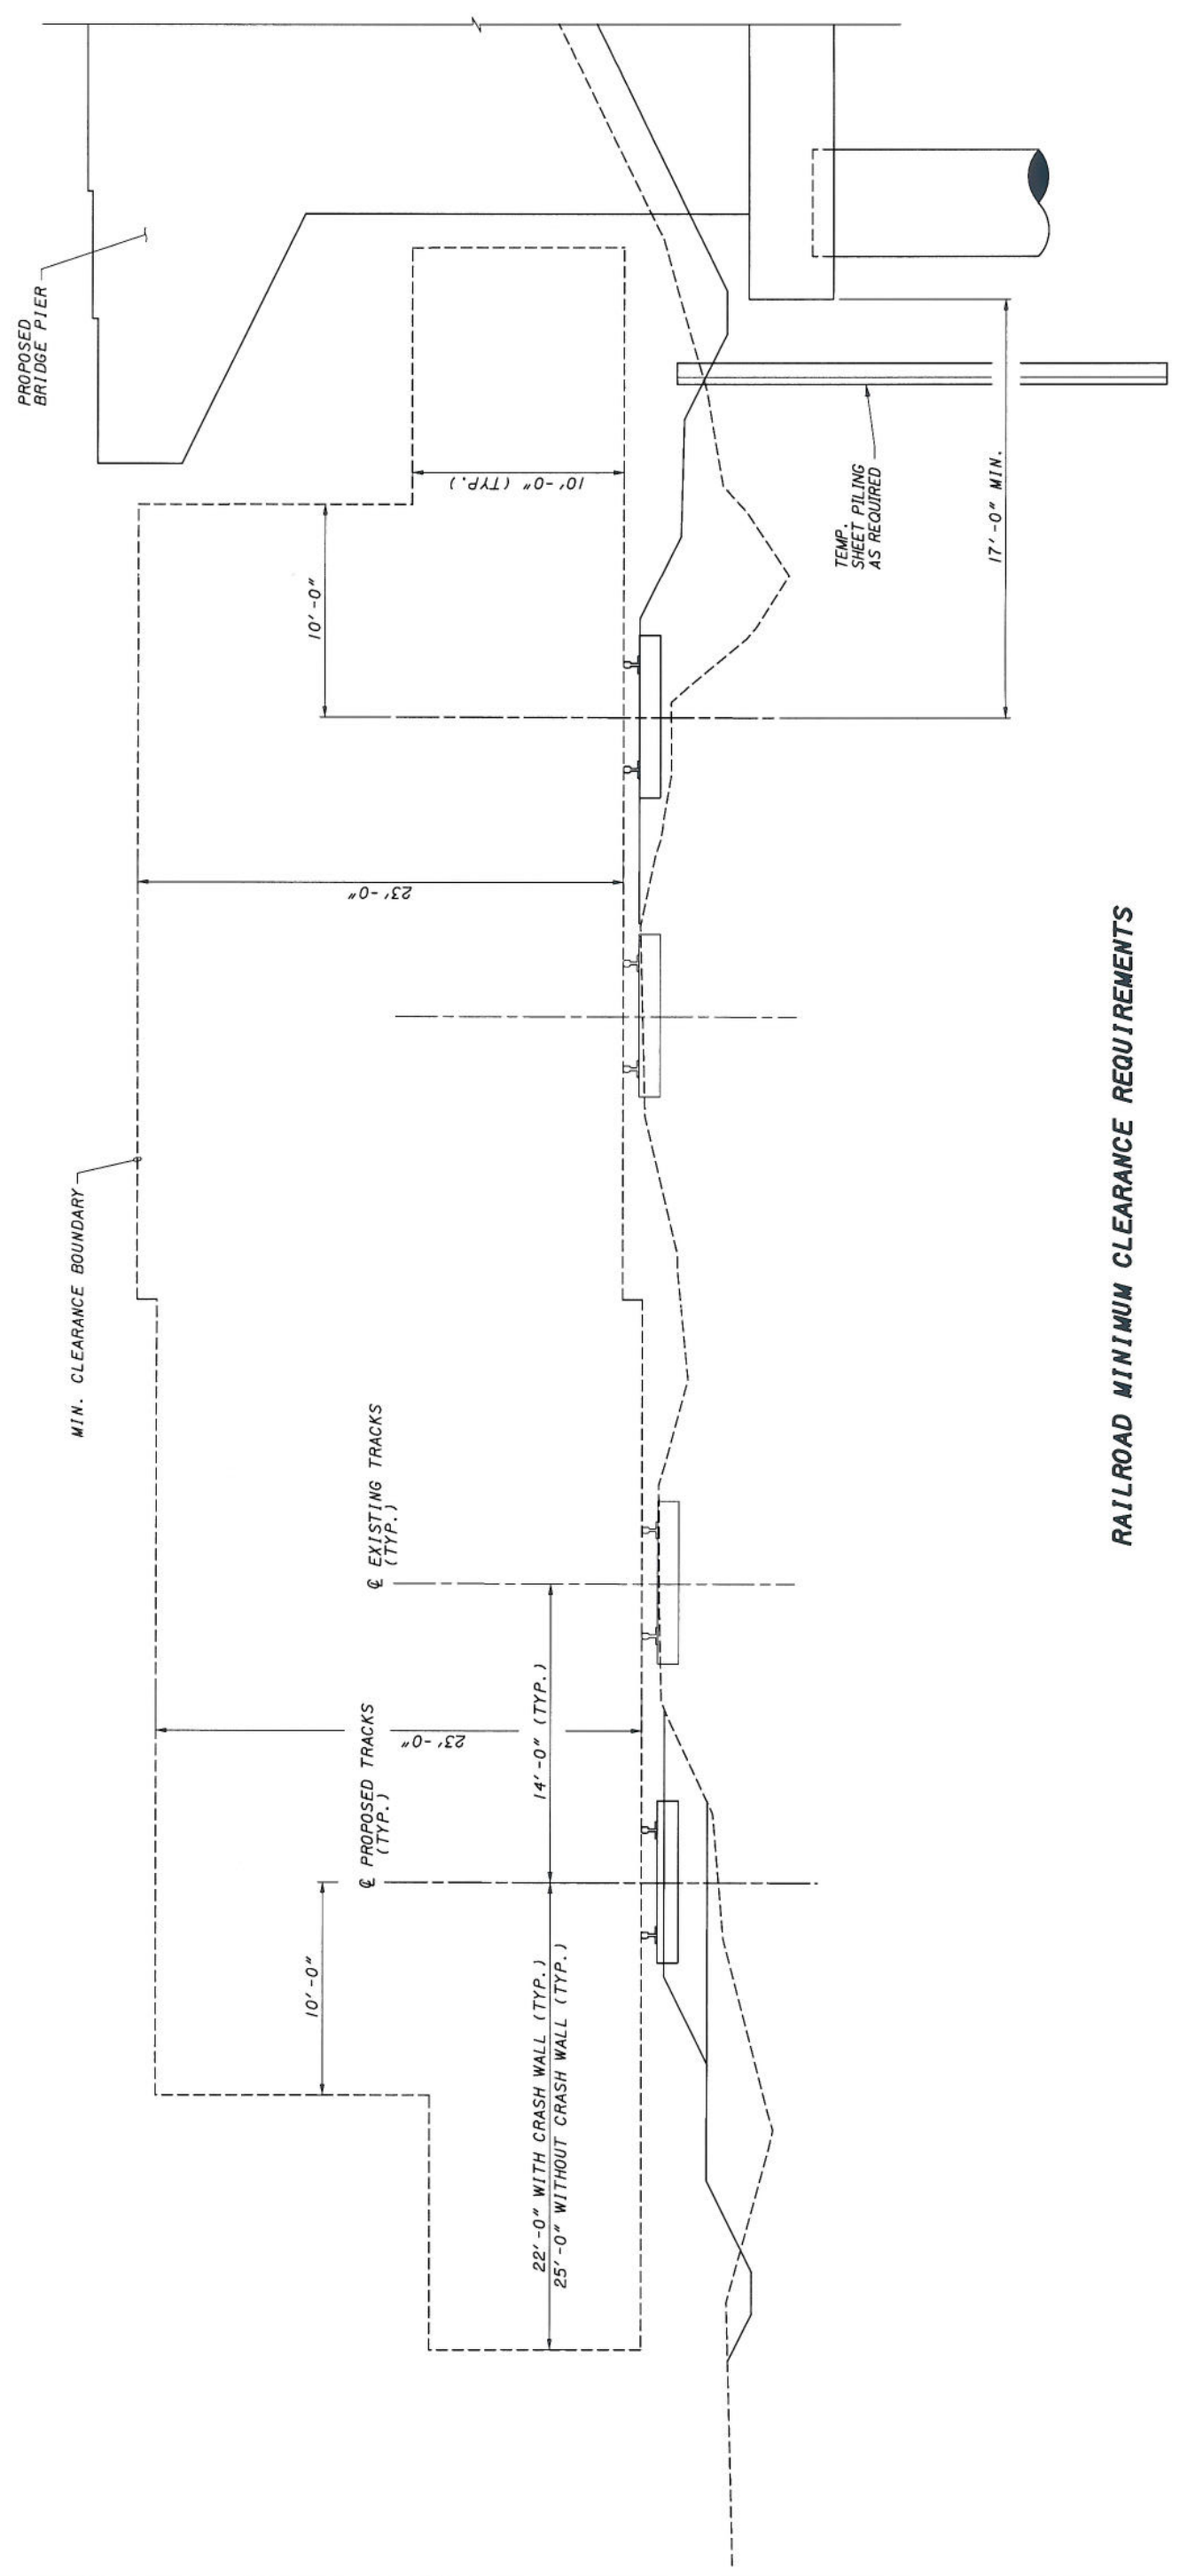 PROPOSED
BRIDGE PIER
MIN. CLEARANCE BOUNDARY
10'-0"
10'-0" (TYP.)
23'-0"
TEMP.
SHEET PILING
AS REQUIRED
17'-0" MIN.
℄ EXISTING TRACKS
(TYP.)
℄ PROPOSED TRACKS
(TYP.)
23'-0"
14'-0" (TYP.)
10'-0"
22'-0" WITH CRASH WALL (TYP.)
25'-0" WITHOUT CRASH WALL (TYP.)
RAILROAD MINIMUM CLEARANCE REQUIREMENTS